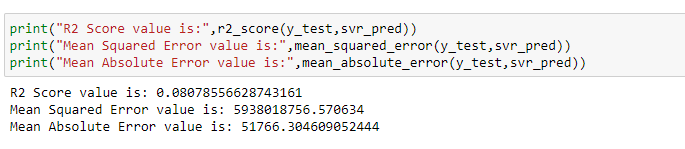 print("R2 Score value is:",r2_score(y_test,svr_pred))
print("Mean Squared Error value is:",mean_squared_error(y_test,svr_pred))
print("Mean Absolute Error value is:",mean_absolute_error(y_test,svr_pred))
R2 Score value is: 0.08078556628743161
Mean Squared Error value is: 5938018756.570634
Mean Absolute Error value is: 51766.304609052444